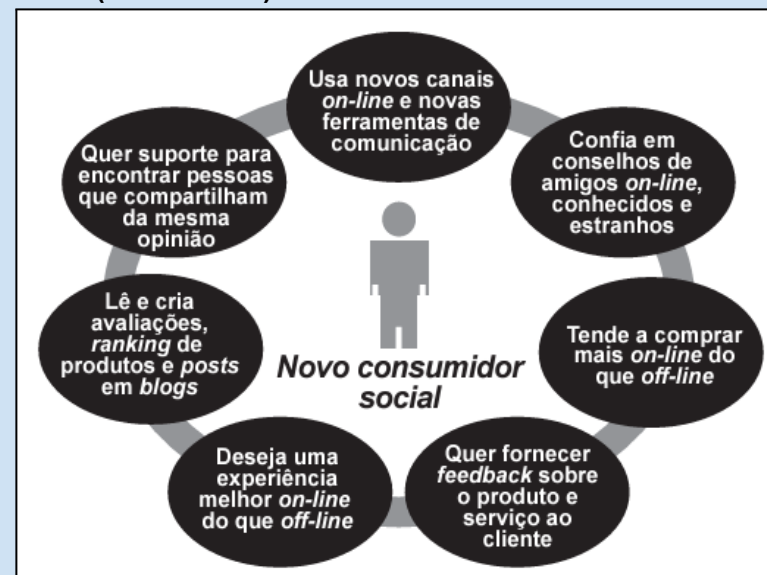 Usa novos canais
on-line e novas
ferramentas de
comunicação
Confia em
conselhos de
amigos on-line,
conhecidos e
estranhos
Tende a comprar
mais on-line do
que off-line
Quer fornecer
feedback sobre
o produto e
serviço ao
cliente
Deseja uma
experiência
melhor on-line
do que off-line
Lê e cria
avaliações,
ranking de
produtos e posts
em blogs
Quer suporte para
encontrar pessoas
que compartilham
da mesma
opinião
Novo consumidor
social